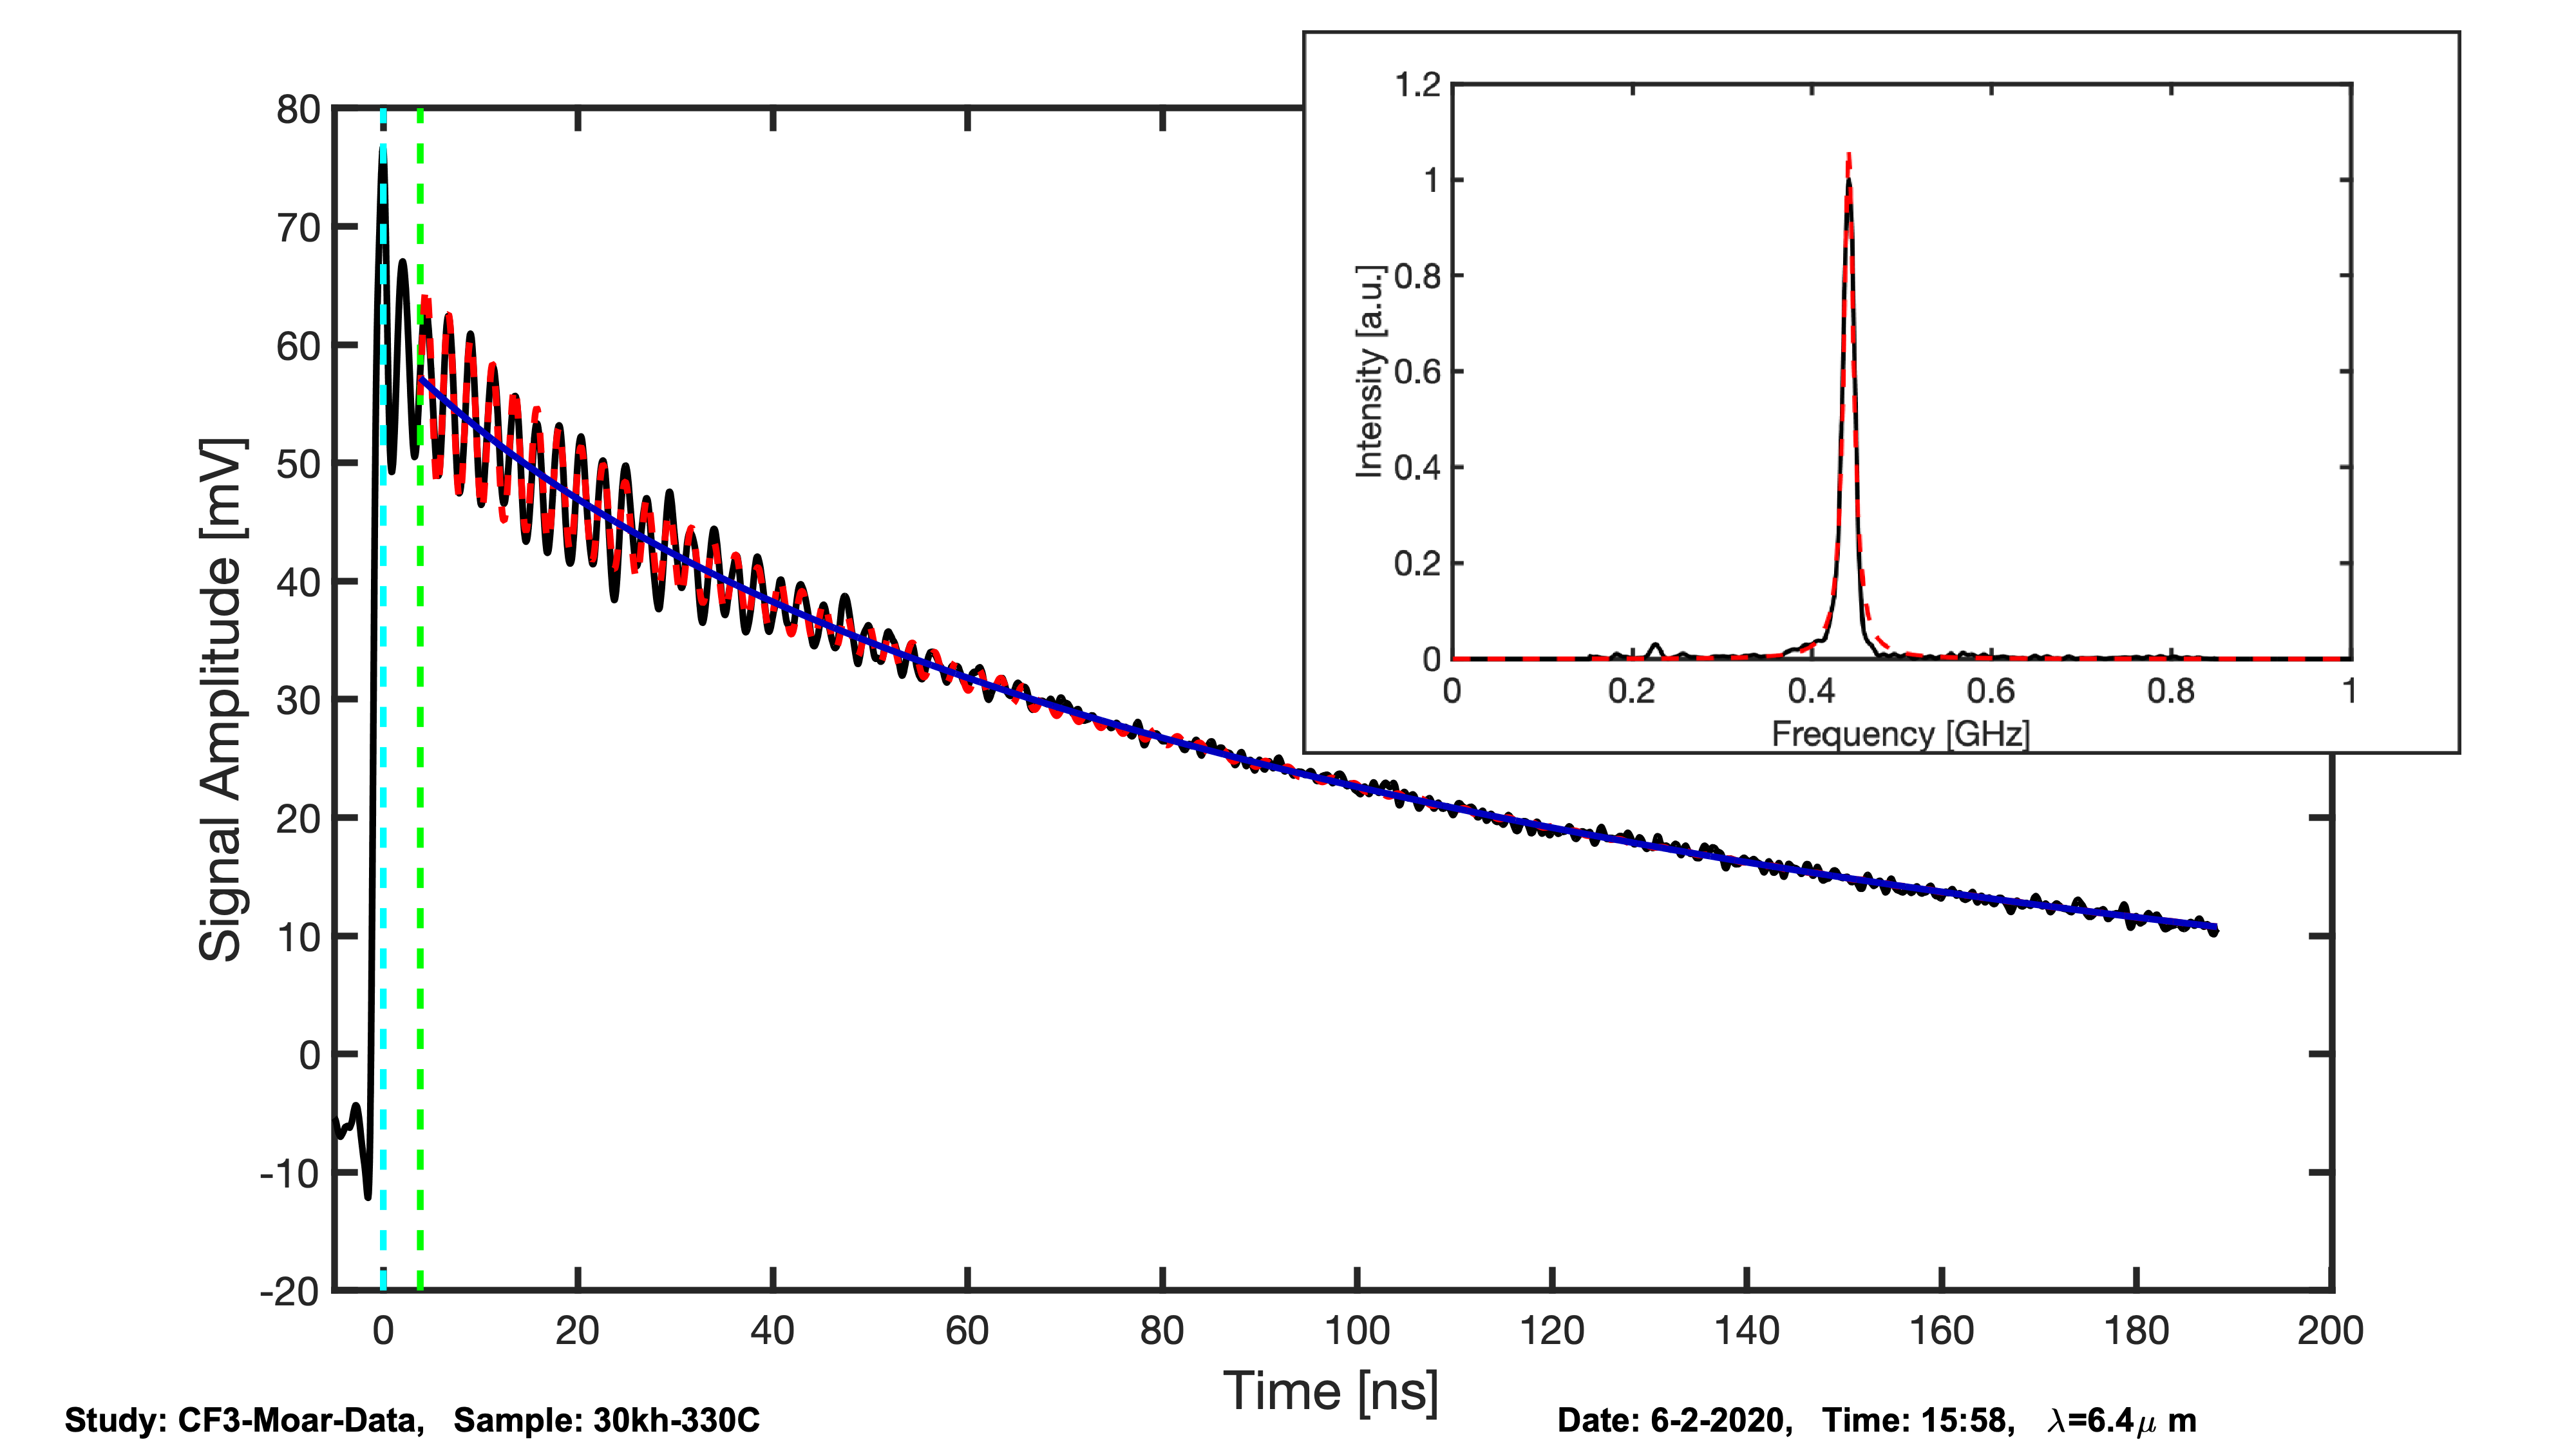 1.2
1
0.8
0.6
0.4
0.2
0
Intensity [a.u.]
0 0.2 0.4 0.6 0.8 1
Frequency [GHz]
80
70
60
50
40
30
20
10
0
-10
-20
Signal Amplitude [mV]
0 20 40 60 80 100 120 140 160 180 200
Time [ns]
Study: CF3-Moar-Data, Sample: 30kh-330C
Date: 6-2-2020, Time: 15:58, λ=6.4μ m